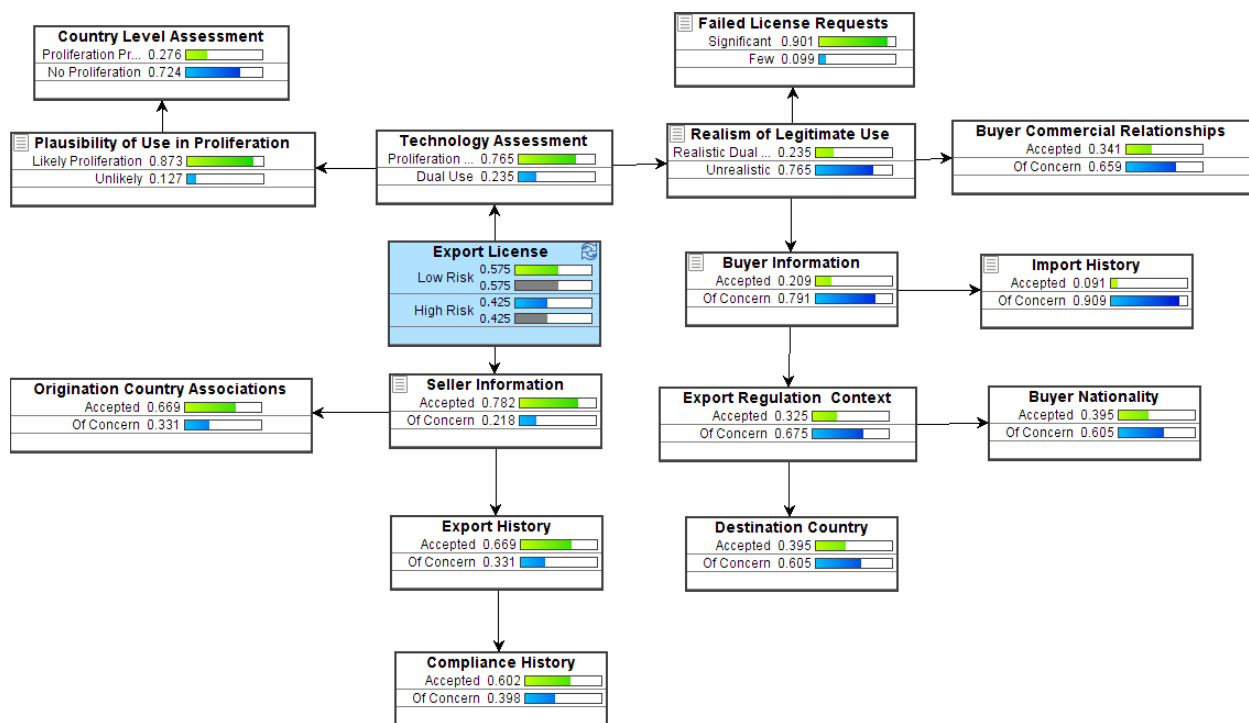 Country Level Assessment
Proliferation Pr... 0.276
No Proliferation 0.724
Failed License Requests
Significant 0.901
Few 0.099
Plausibility of Use in Proliferation
Likely Proliferation 0.873
Unlikely 0.127
Technology Assessment
Proliferation ... 0.765
Dual Use 0.235
Realism of Legitimate Use
Realistic Dual ... 0.235
Unrealistic 0.765
Buyer Commercial Relationships
Accepted 0.341
Of Concern 0.659
Export License
Low Risk 0.575
0.575
High Risk 0.425
0.425
Buyer Information
Accepted 0.209
Of Concern 0.791
Import History
Accepted 0.091
Of Concern 0.909
Origination Country Associations
Accepted 0.669
Of Concern 0.331
Seller Information
Accepted 0.782
Of Concern 0.218
Export Regulation Context
Accepted 0.325
Of Concern 0.675
Buyer Nationality
Accepted 0.395
Of Concern 0.605
Export History
Accepted 0.669
Of Concern 0.331
Destination Country
Accepted 0.395
Of Concern 0.605
Compliance History
Accepted 0.602
Of Concern 0.398